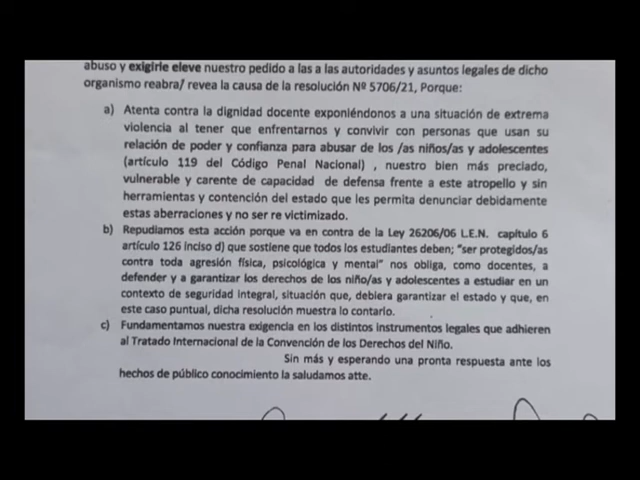 abuso y exigirle eleve nuestro pedido a las a las autoridades y asuntos legales de dicho
organismo reabra/ revea la causa de la resolución Nº 5706/21, Porque:
a) Atenta contra la dignidad docente exponiéndonos a una situación de extrema
violencia al tener que enfrentarnos y convivir con personas que usan su
relación de poder y confianza para abusar de los /as niños/as y adolescentes
(artículo 119 del Código Penal Nacional) , nuestro bien más preciado,
vulnerable y carente de capacidad de defensa frente a este atropello y sin
herramientas y contención del estado que les permita denunciar debidamente
estas aberraciones y no ser re victimizado.
b) Repudiamos esta acción porque va en contra de la Ley 26206/06 L.E.N. capítulo 6
artículo 126 inciso d) que sostiene que todos los estudiantes deben; "ser protegidos/as
contra toda agresión física, psicológica y mental" nos obliga, como docentes, a
defender y a garantizar los derechos de los niño/as y adolescentes a estudiar en un
contexto de seguridad integral, situación que, debiera garantizar el estado y que, en
este caso puntual, dicha resolución muestra lo contario.
c) Fundamentamos nuestra exigencia en los distintos instrumentos legales que adhieren
al Tratado Internacional de la Convención de los Derechos del Niño.
Sin más y esperando una pronta respuesta ante los
hechos de público conocimiento la saludamos atte.